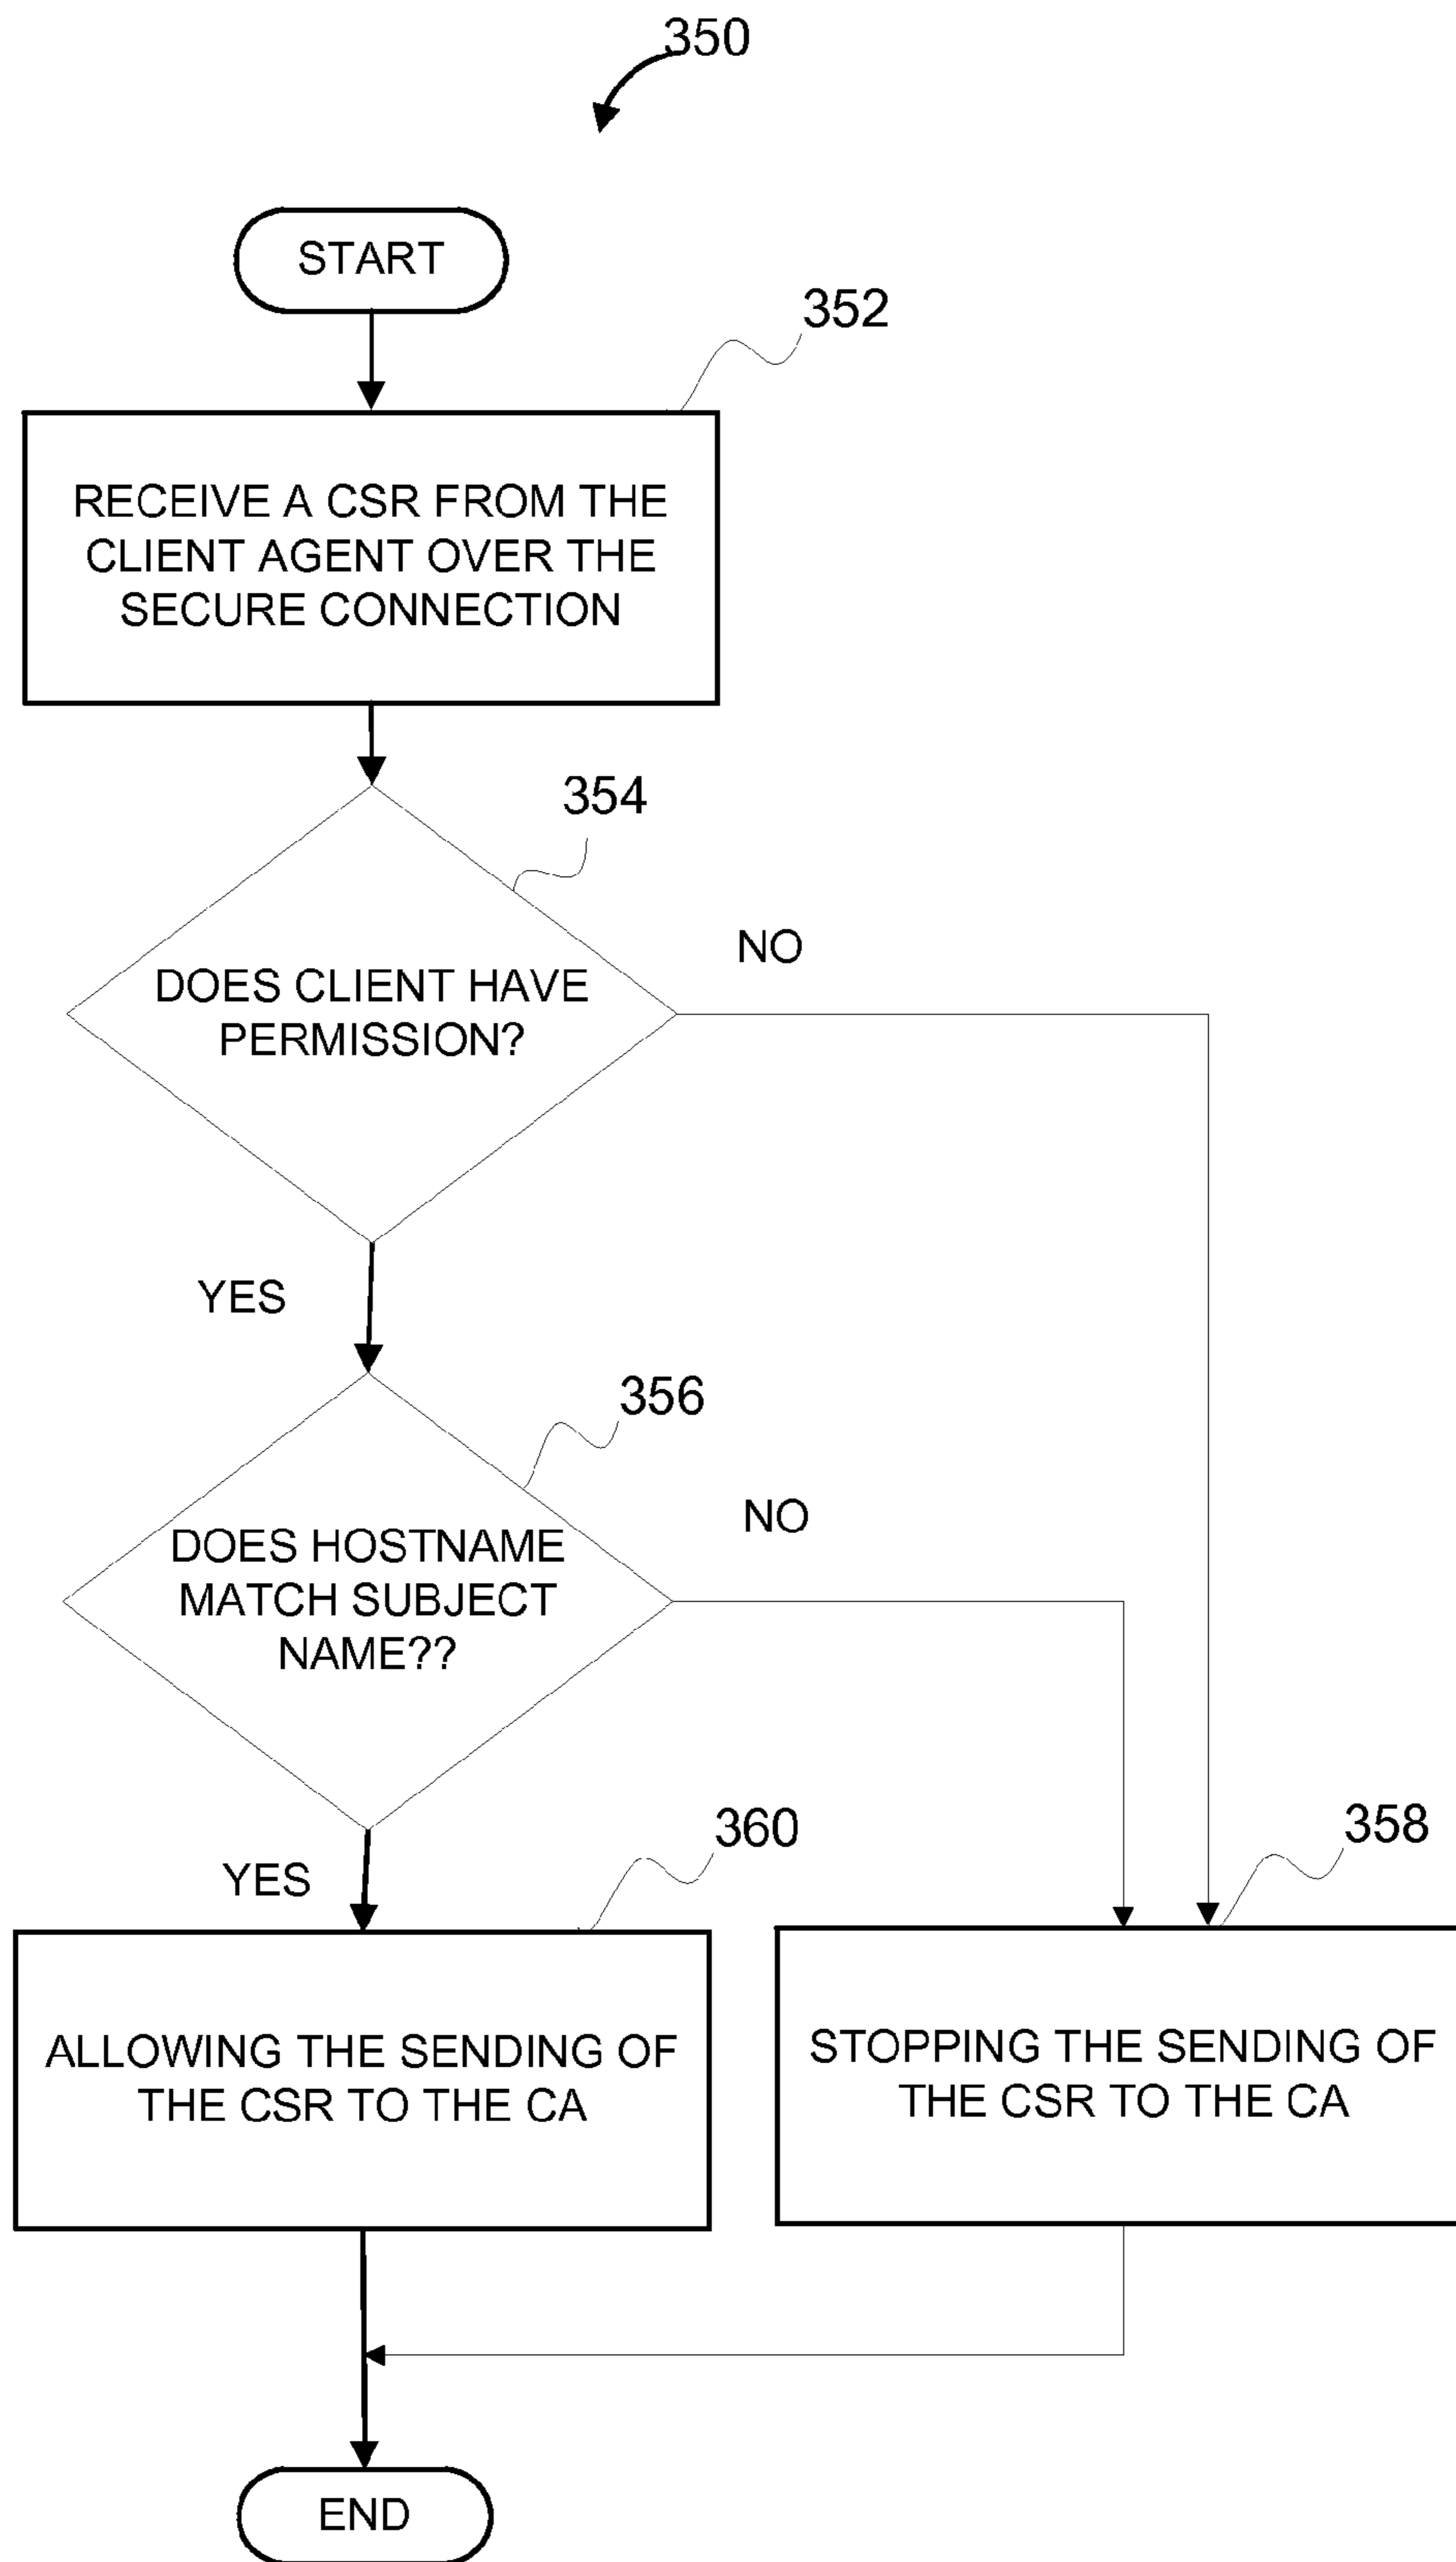 350
START
352
RECEIVE A CSR FROM THE
CLIENT AGENT OVER THE
SECURE CONNECTION
354
NO
DOES CLIENT HAVE
PERMISSION?
YES
356
NO
DOES HOSTNAME
MATCH SUBJECT
NAME??
YES
360
358
ALLOWING THE SENDING OF
THE CSR TO THE CA
STOPPING THE SENDING OF
THE CSR TO THE CA
END